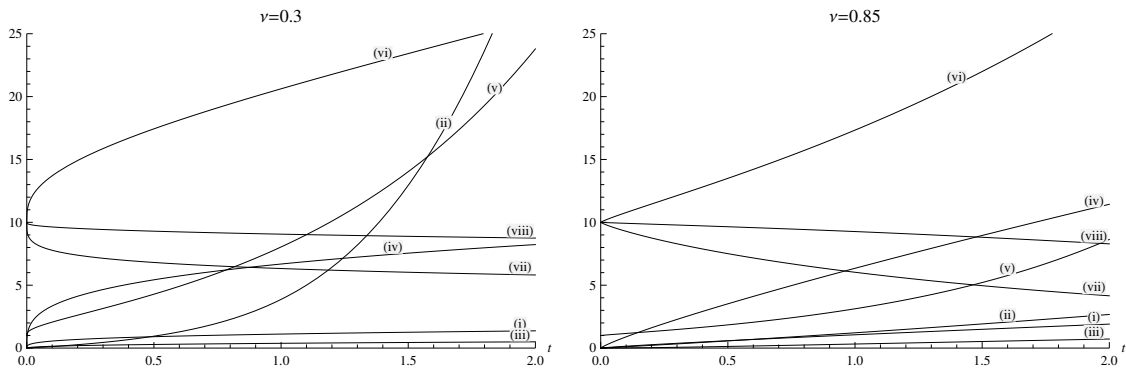 ν=0.3
25
20
15
10
5
0
0.0 0.5 1.0 1.5 2.0
t
(vi)
(v)
(ii)
(viii)
(iv)
(vii)
(i)
(iii)
ν=0.85
25
20
15
10
5
0
0.0 0.5 1.0 1.5 2.0
t
(vi)
(iv)
(viii)
(v)
(vii)
(ii)
(i)
(iii)